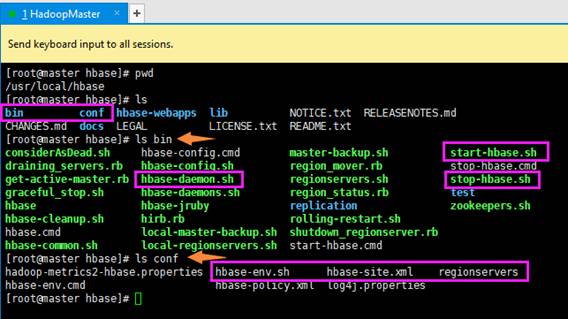 1 HadoopMaster × +
Send keyboard input to all sessions.
[root@master hbase]# pwd
/usr/local/hbase
[root@master hbase]# ls
bin conf hbase-webapps lib NOTICE.txt RELEASENOTES.md
CHANGES.md docs LEGAL LICENSE.txt README.txt
[root@master hbase]# ls bin
considerAsDead.sh hbase-config.cmd master-backup.sh start-hbase.sh
draining_servers.rb hbase-config.sh region_mover.rb stop-hbase.cmd
get-active-master.rb hbase-daemon.sh regionservers.sh stop-hbase.sh
graceful_stop.sh hbase-daemons.sh region_status.rb test
hbase hbase-jruby replication zookeepers.sh
hbase-cleanup.sh hirb.rb rolling-restart.sh
hbase.cmd local-master-backup.sh shutdown_regionserver.rb
hbase-common.sh local-regionservers.sh start-hbase.cmd
[root@master hbase]# ls conf
hadoop-metrics2-hbase.properties hbase-env.sh hbase-site.xml regionservers
hbase-env.cmd hbase-policy.xml log4j.properties
[root@master hbase]#